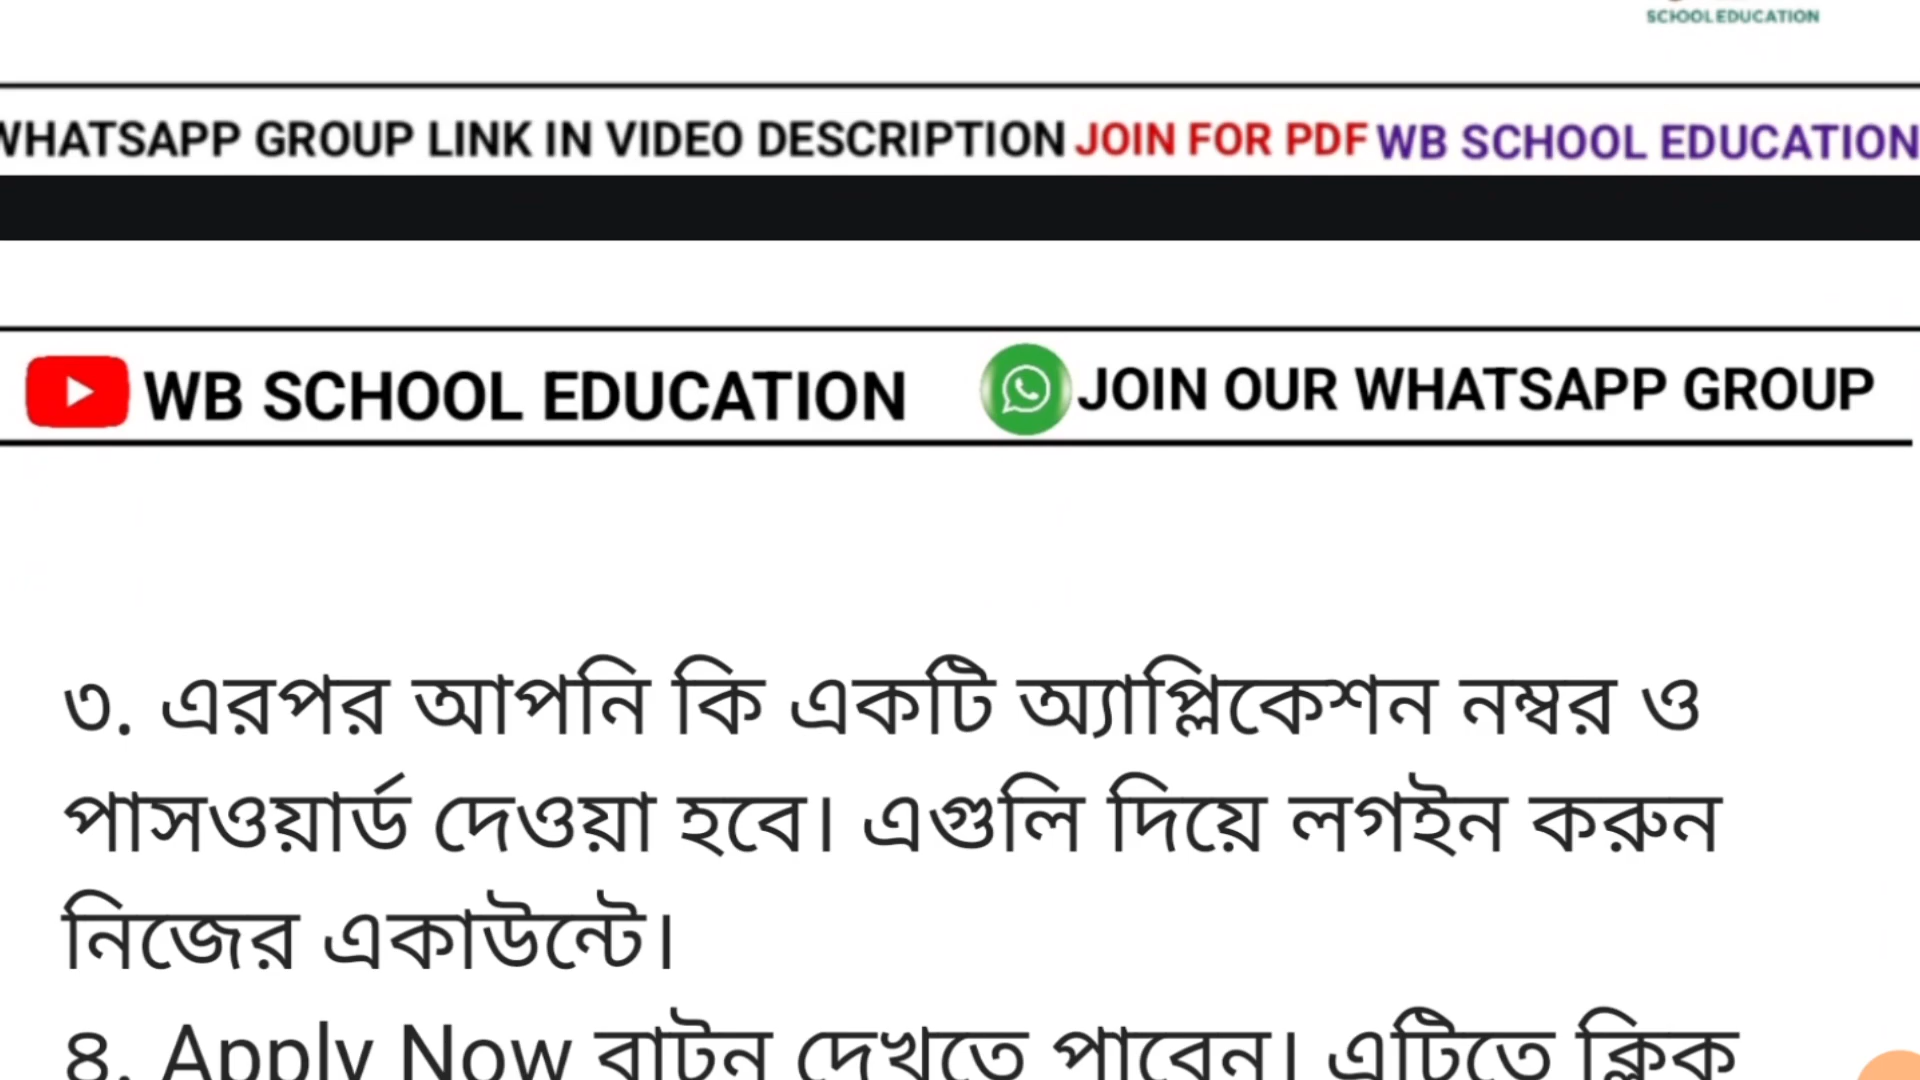 SCHOOL EDUCATION
WHATSAPP GROUP LINK IN VIDEO DESCRIPTION JOIN FOR PDF WB SCHOOL EDUCATION
WB SCHOOL EDUCATION JOIN OUR WHATSAPP GROUP
৩. এরপর আপনি কি একটি অ্যাপ্লিকেশন নম্বর ও
পাসওয়ার্ড দেওয়া হবে। এগুলি দিয়ে লগইন করুন
নিজের একাউন্টে।
৪. Apply Now বাটন দেখতে পাবেন। এটিতে ক্লিক